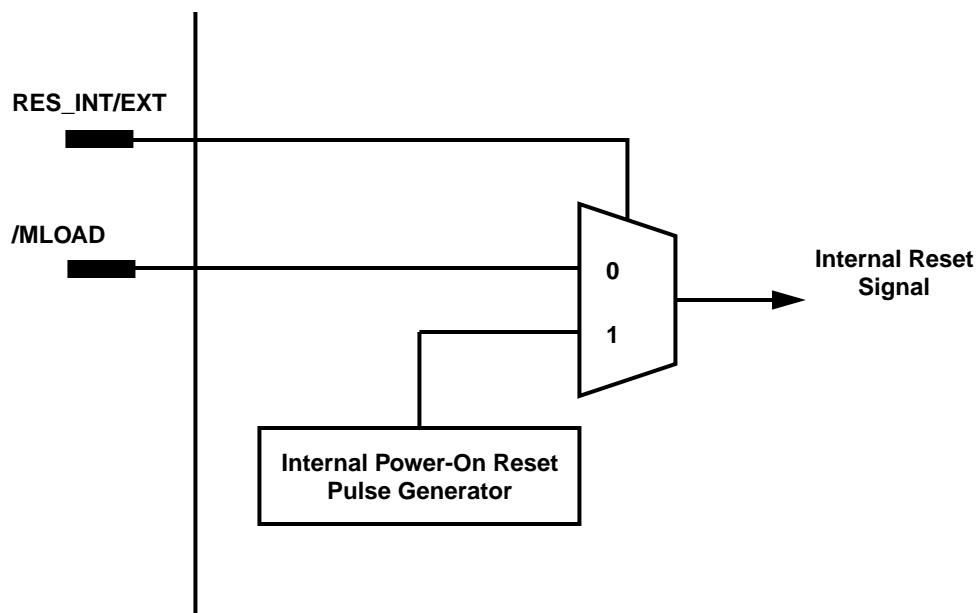 RES_INT/EXT
/MLOAD
0
1
Internal Reset
Signal
Internal Power-On Reset
Pulse Generator